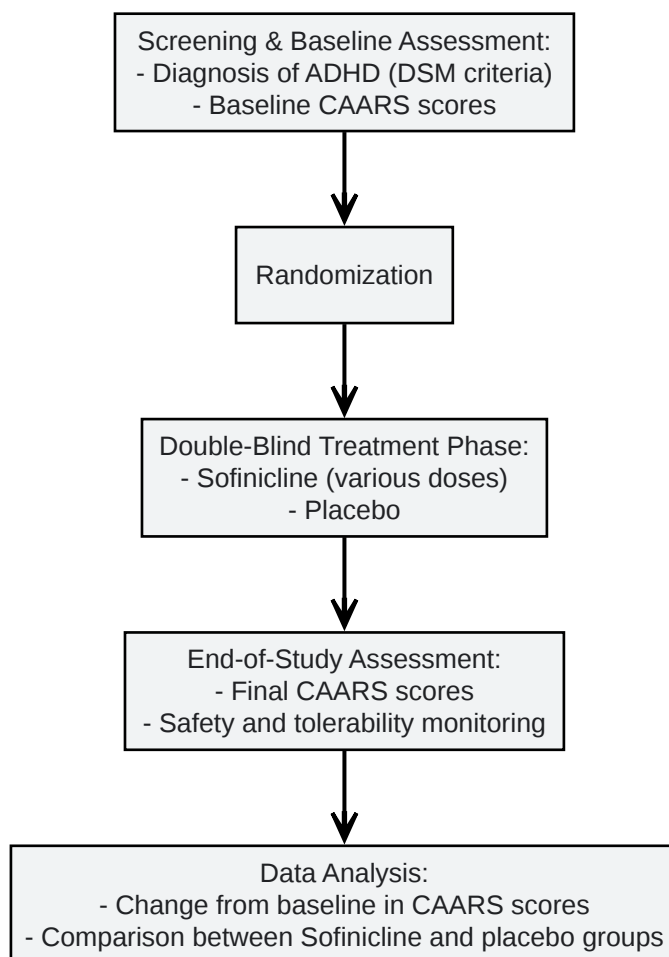 Screening & Baseline Assessment:
- Diagnosis of ADHD (DSM criteria)
- Baseline CAARS scores
Randomization
Double-Blind Treatment Phase:
- Sofinicline (various doses)
- Placebo
End-of-Study Assessment:
- Final CAARS scores
- Safety and tolerability monitoring
Data Analysis:
- Change from baseline in CAARS scores
- Comparison between Sofinicline and placebo groups